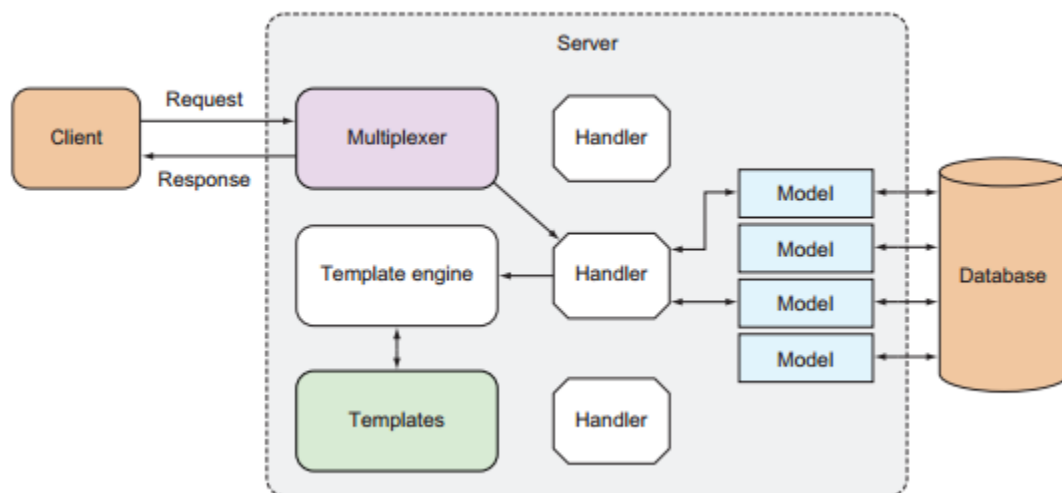 Server
Request
Client
Multiplexer
Handler
Response
Model
Model
Template engine
Handler
Database
Model
Model
Templates
Handler